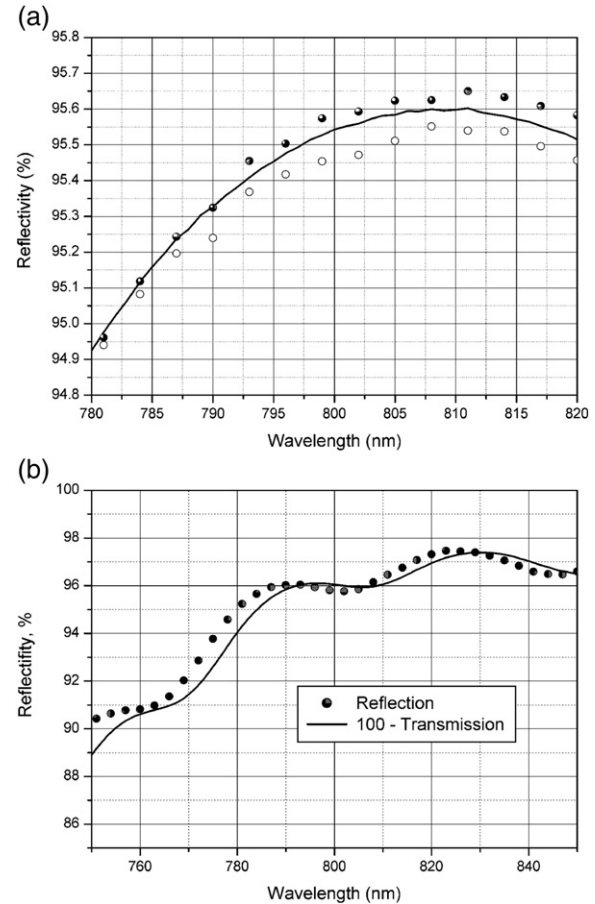 (a)
95.8
95.7
95.6
95.5
95.4
95.3
95.2
95.1
95.0
94.9
94.8
Reflectivity (%)
780 785 790 795 800 805 810 815 820
Wavelength (nm)
(b)
100
98
96
94
92
90
88
86
Reflectifity, %
Reflection
100 - Transmission
760 780 800 820 840
Wavelength (nm)